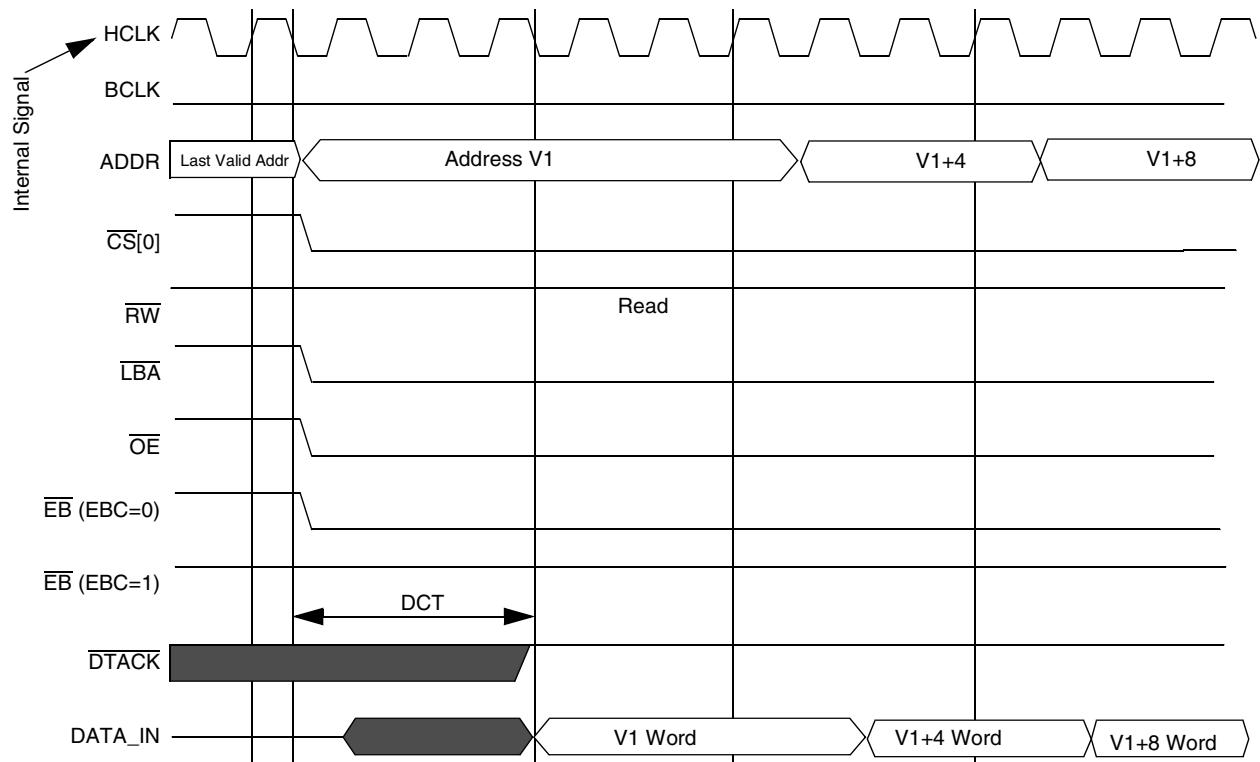 HCLK
Internal Signal
BCLK
ADDR Last Valid Addr Address V1 V1+4 V1+8
CS[0]
RW Read
LBA
OE
EB (EBC=0)
EB (EBC=1)
DCT
DTACK
DATA_IN V1 Word V1+4 Word V1+8 Word